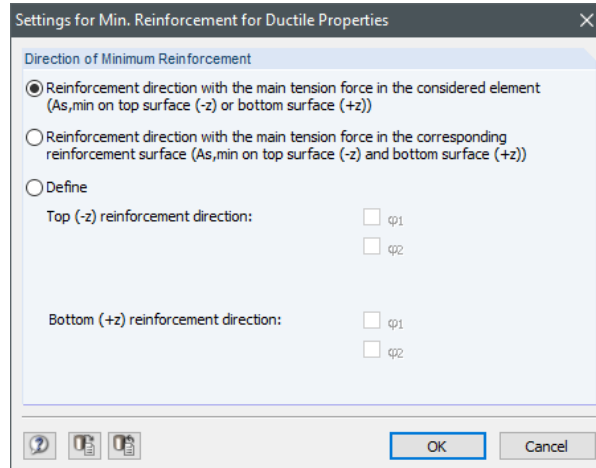 Settings for Min. Reinforcement for Ductile Properties
Direction of Minimum Reinforcement
Reinforcement direction with the main tension force in the considered element
(As,min on top surface (-z) or bottom surface (+z))
Reinforcement direction with the main tension force in the corresponding
reinforcement surface (As,min on top surface (-z) and bottom surface (+z))
Define
Top (-z) reinforcement direction:
φ1
φ2
Bottom (+z) reinforcement direction:
φ1
φ2
OK
Cancel